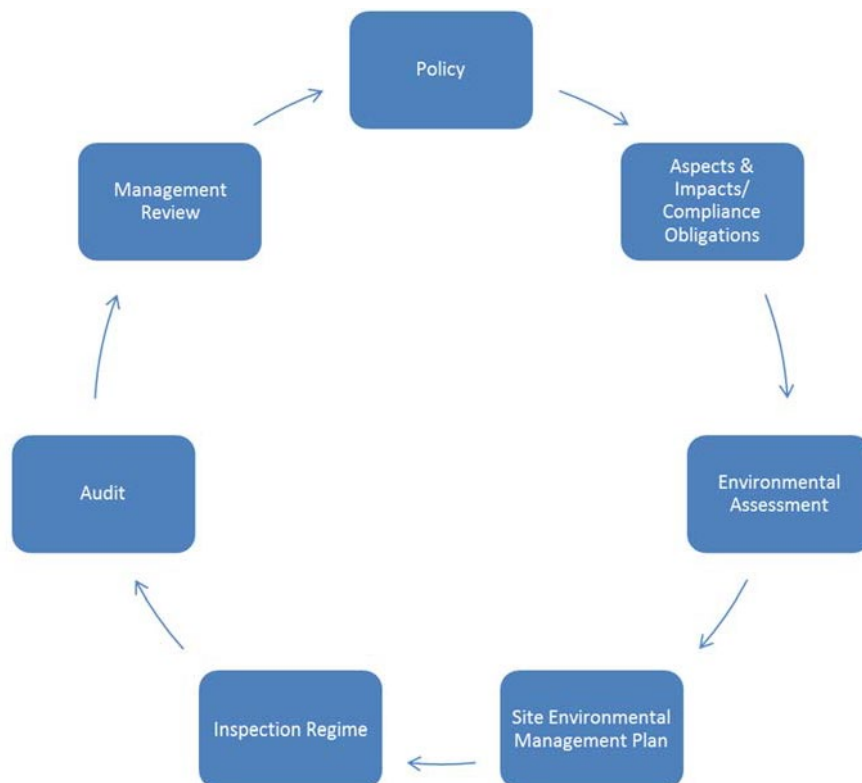 Policy
Aspects &
Impacts/
Compliance
Obligations
Environmental
Assessment
Site Environmental
Management Plan
Inspection Regime
Audit
Management
Review